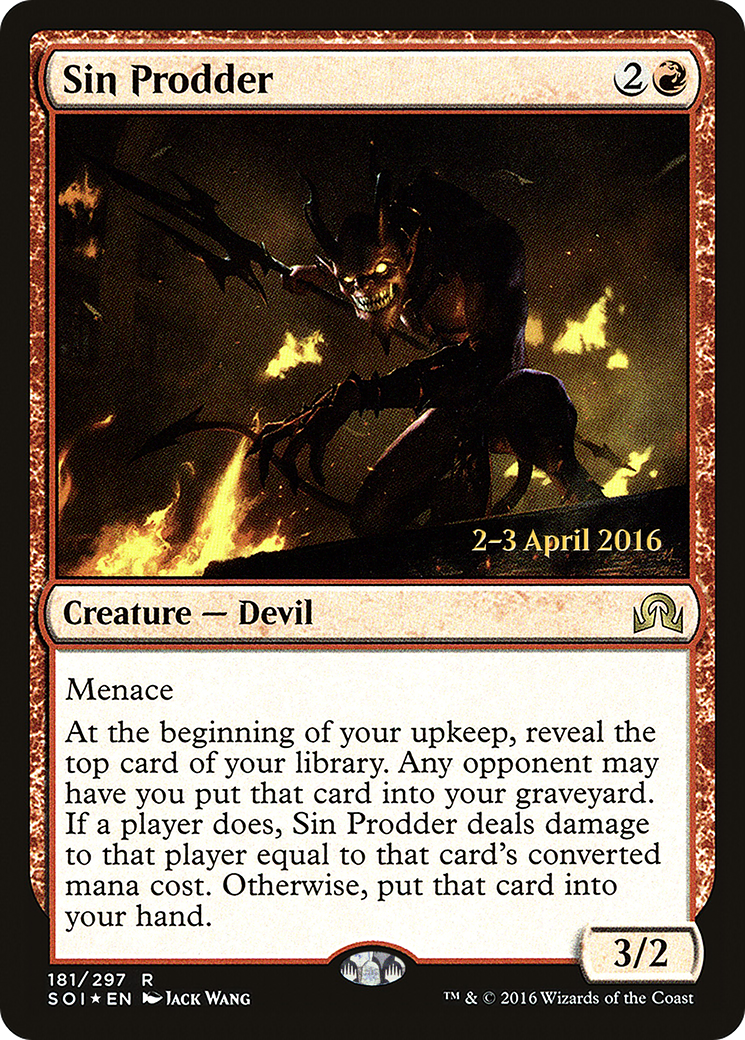 Sin Prodder 2
2–3 April 2016
Creature — Devil
Menace
At the beginning of your upkeep, reveal the
top card of your library. Any opponent may
have you put that card into your graveyard.
If a player does, Sin Prodder deals damage
to that player equal to that card's converted
mana cost. Otherwise, put that card into
your hand.
3/2
181/297 R
SOI★EN Jack Wang
™ & © 2016 Wizards of the Coast